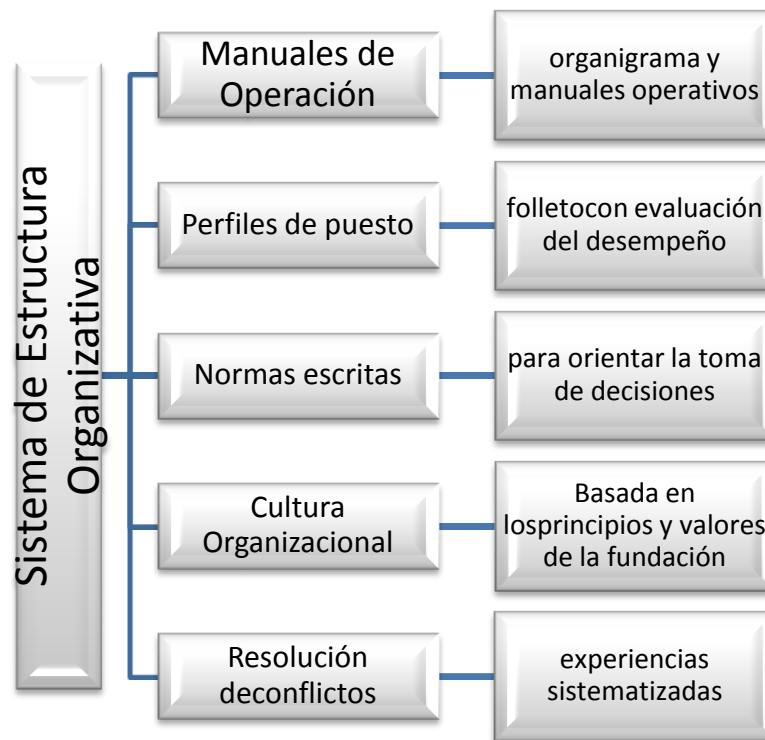 Sistema de Estructura
Organizativa
Manuales de
Operación
organigrama y
manuales operativos
Perfiles de puesto
folletocon evaluación
del desempeño
Normas escritas
para orientar la toma
de decisiones
Cultura
Organizacional
Basada en
losprincipios y valores
de la fundación
Resolución
deconflictos
experiencias
sistematizadas